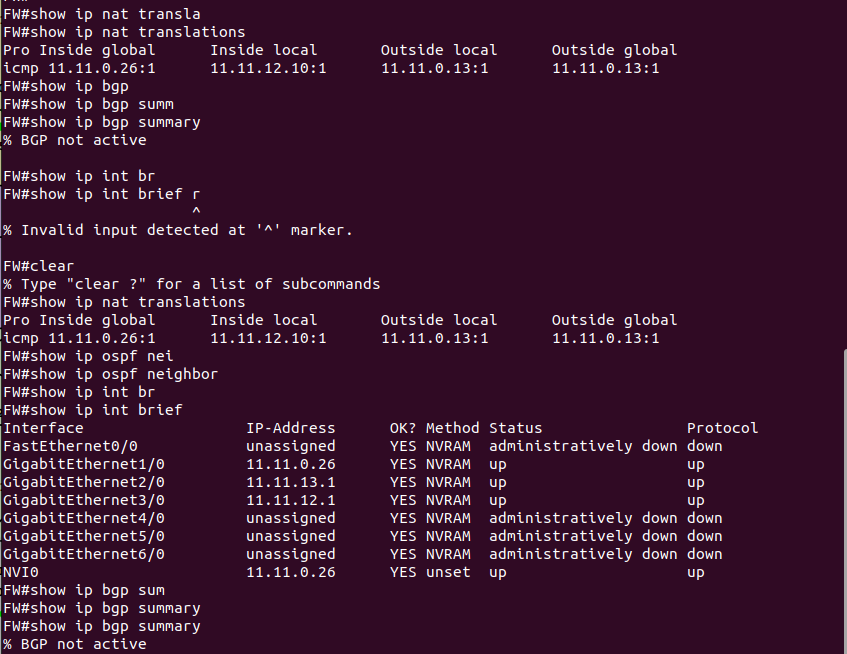 FW#show ip nat transla
FW#show ip nat translations
Pro Inside global      Inside local       Outside local      Outside global
icmp 11.11.0.26:1      11.11.12.10:1      11.11.0.13:1       11.11.0.13:1
FW#show ip bgp
FW#show ip bgp summ
FW#show ip bgp summary
% BGP not active

FW#show ip int br
FW#show ip int brief r
                     ^
% Invalid input detected at '^' marker.

FW#clear
% Type "clear ?" for a list of subcommands
FW#show ip nat translations
Pro Inside global      Inside local       Outside local      Outside global
icmp 11.11.0.26:1      11.11.12.10:1      11.11.0.13:1       11.11.0.13:1
FW#show ip ospf nei
FW#show ip ospf neighbor
FW#show ip int br
FW#show ip int brief
Interface                  IP-Address      OK? Method Status                Protocol
FastEthernet0/0            unassigned      YES NVRAM  administratively down down
GigabitEthernet1/0         11.11.0.26      YES NVRAM  up                    up
GigabitEthernet2/0         11.11.13.1      YES NVRAM  up                    up
GigabitEthernet3/0         11.11.12.1      YES NVRAM  up                    up
GigabitEthernet4/0         unassigned      YES NVRAM  administratively down down
GigabitEthernet5/0         unassigned      YES NVRAM  administratively down down
GigabitEthernet6/0         unassigned      YES NVRAM  administratively down down
NVI0                       11.11.0.26      YES unset  up                    up
FW#show ip bgp sum
FW#show ip bgp summary
FW#show ip bgp summary
% BGP not active